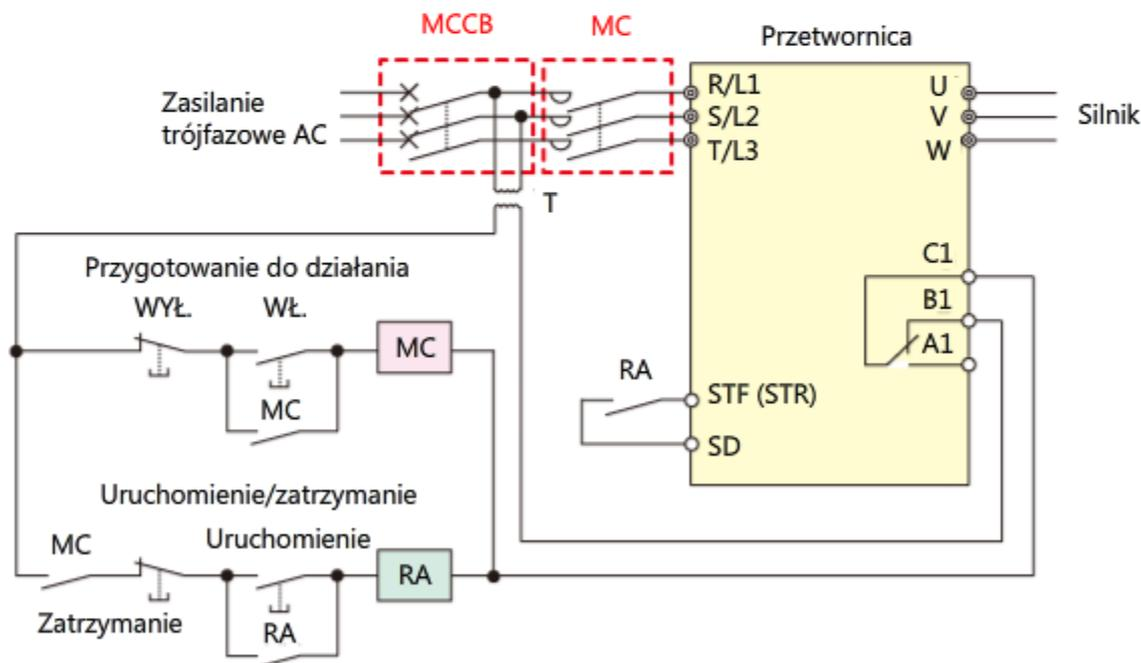 MCCB
MC
Przetwornica
Zasilanie
trójfazowe AC
R/L1
S/L2
T/L3
U
V
W
Silnik
T
Przygotowanie do działania
WYŁ.
WŁ.
MC
MC
C1
B1
A1
RA
STF (STR)
SD
Uruchomienie/zatrzymanie
MC
Uruchomienie
RA
Zatrzymanie
RA